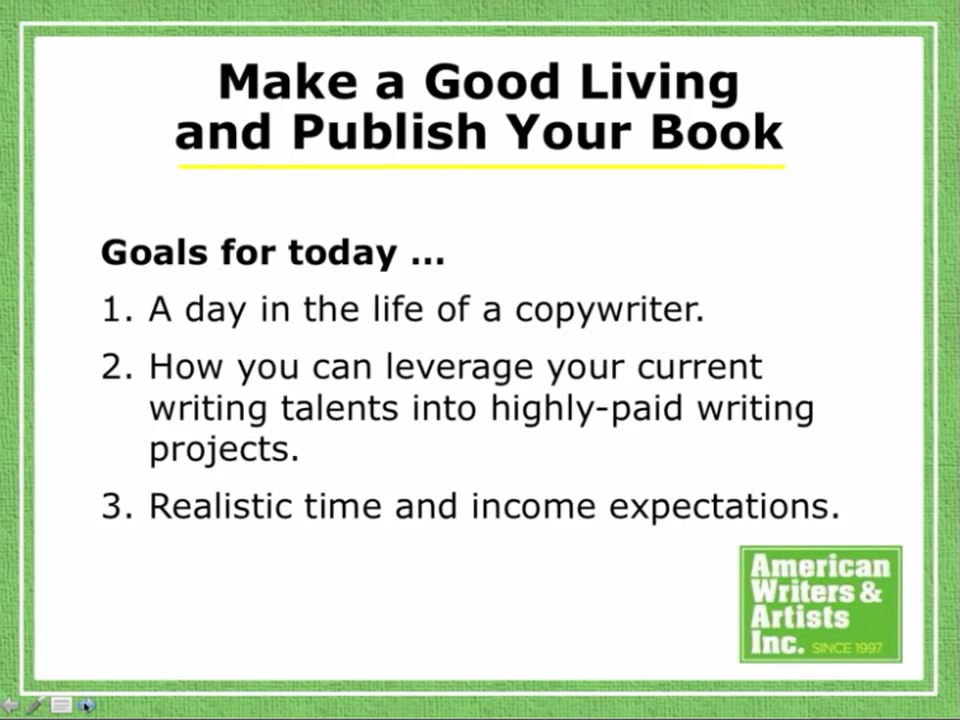 Make a Good Living
and Publish Your Book
Goals for today ...
1. A day in the life of a copywriter.
2. How you can leverage your current
writing talents into highly-paid writing
projects.
3. Realistic time and income expectations.
American
Writers &
Artists
Inc. SINCE 1997